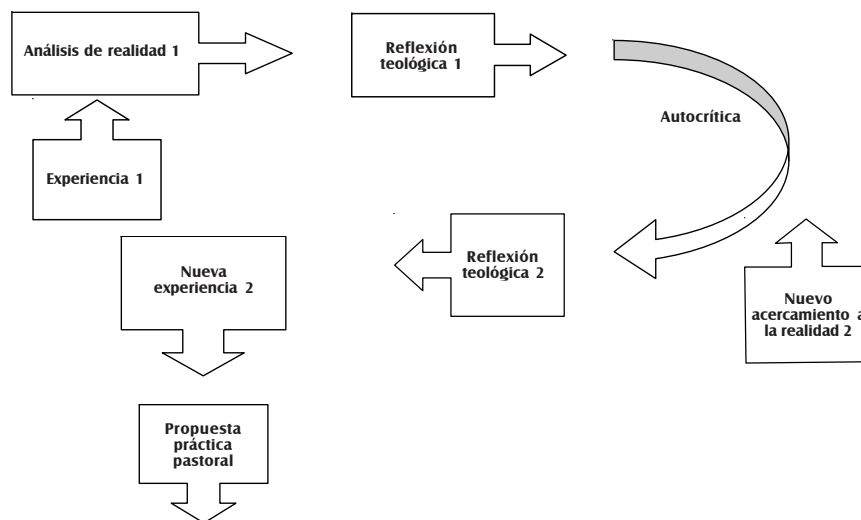 Análisis de realidad 1
Reflexión
teológica 1
Autocrítica
Experiencia 1
Nueva
experiencia 2
Reflexión
teológica 2
Nuevo
acercamiento a
la realidad 2
Propuesta
práctica
pastoral